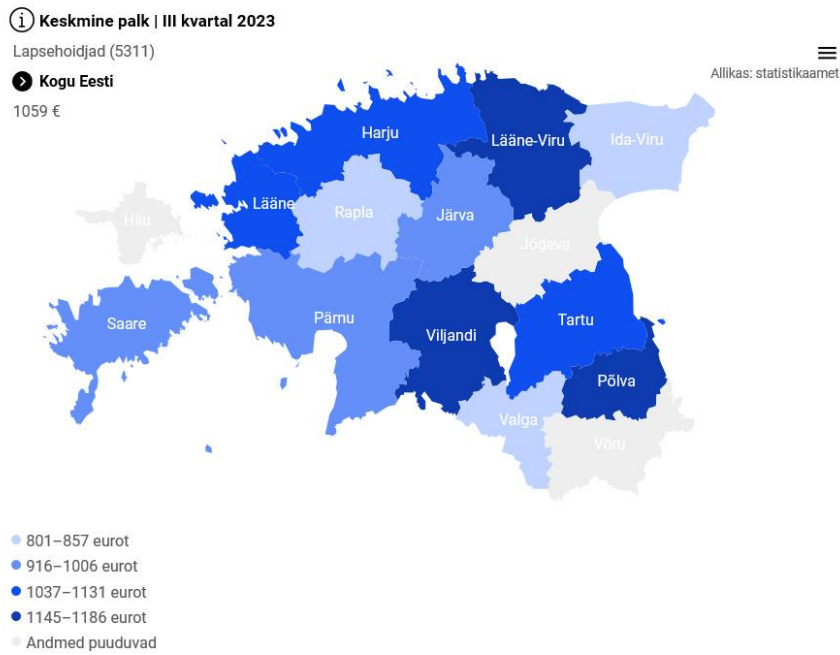 Keskmine palk | III kvartal 2023
Lapsehoidjad (5311)
Kogu Eesti
Allikas: statistikaamet
1059 €
Harju
Lääne-Viru
Ida-Viru
Lääne
Rapla
Järva
Hiiu
Jõgeva
Saare
Pärnu
Viljandi
Tartu
Põlva
Valga
Võru
801–857 eurot
916–1006 eurot
1037–1131 eurot
1145–1186 eurot
Andmed puuduvad